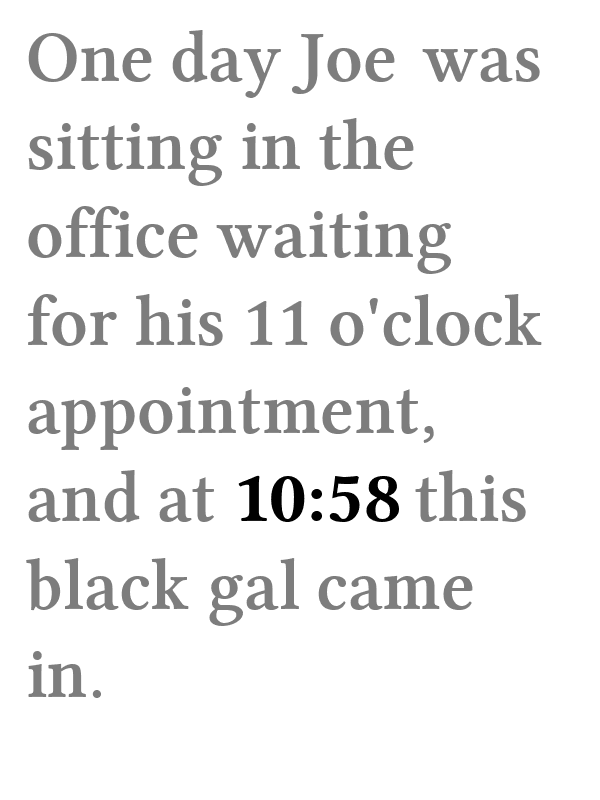 One day Joe was
sitting in the
office waiting
for his 11 o'clock
appointment,
and at 10:58 this
black gal came
in.